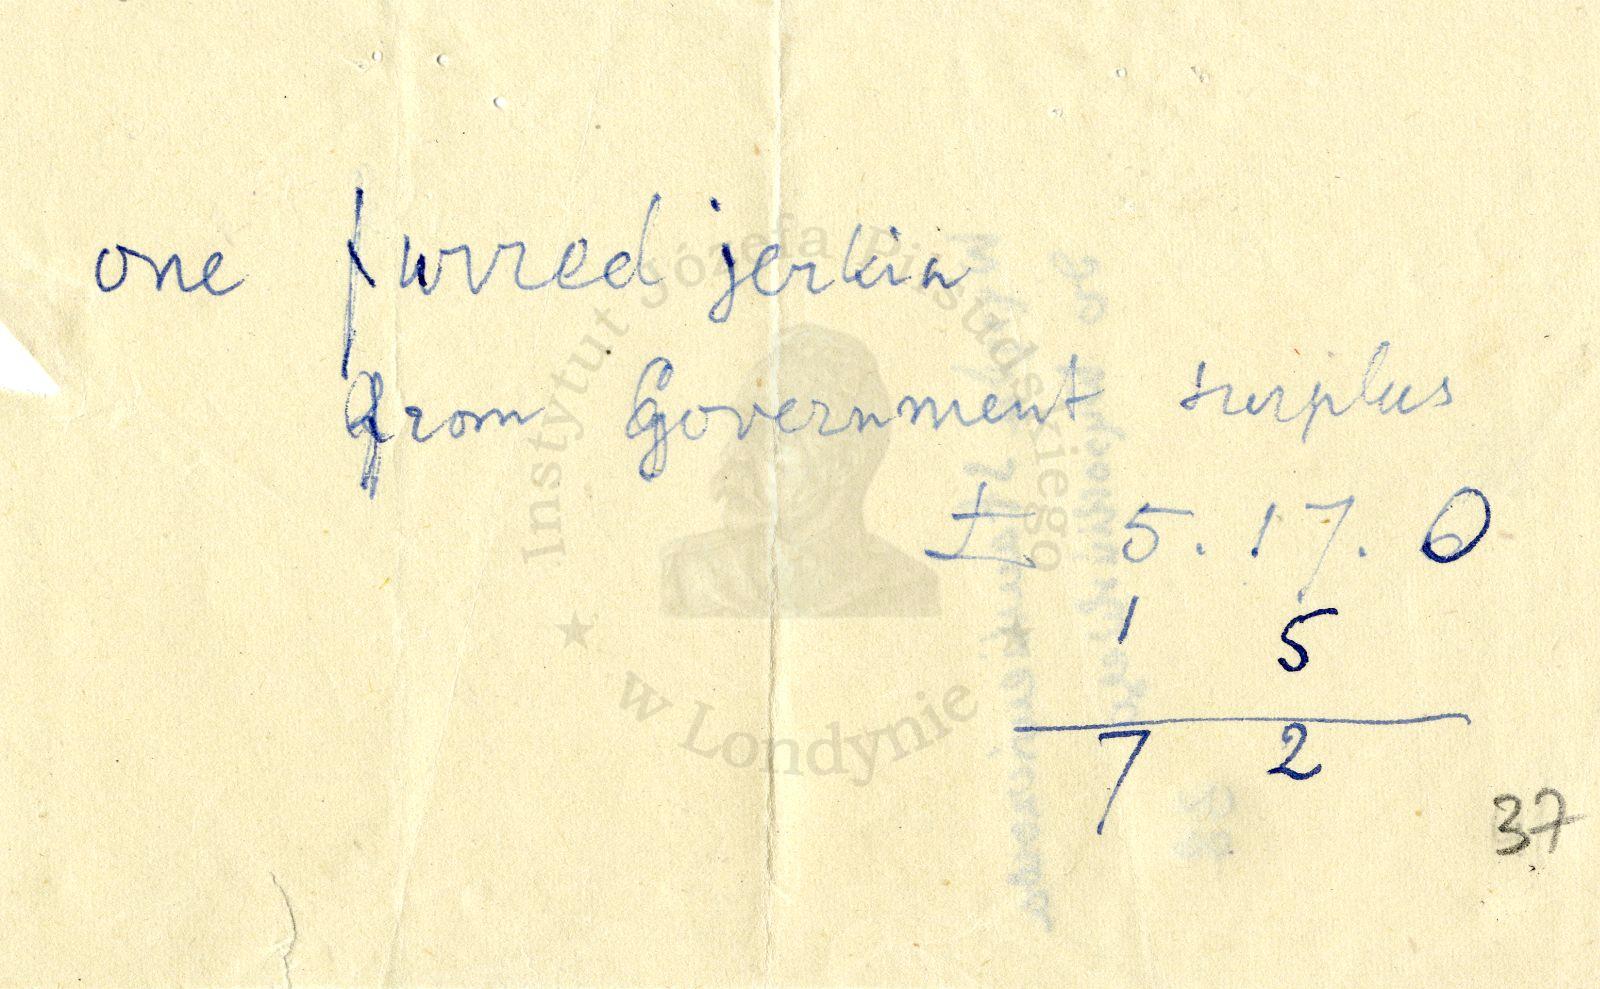 one furred jerkin
from Government surplus
£ 5.17.0
1 5
7 2
37
Instytut Józefa Piłsudskiego
w Londynie